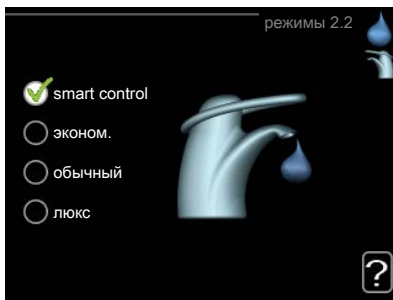 режимы 2.2
smart control
эконом.
обычный
люкс
?